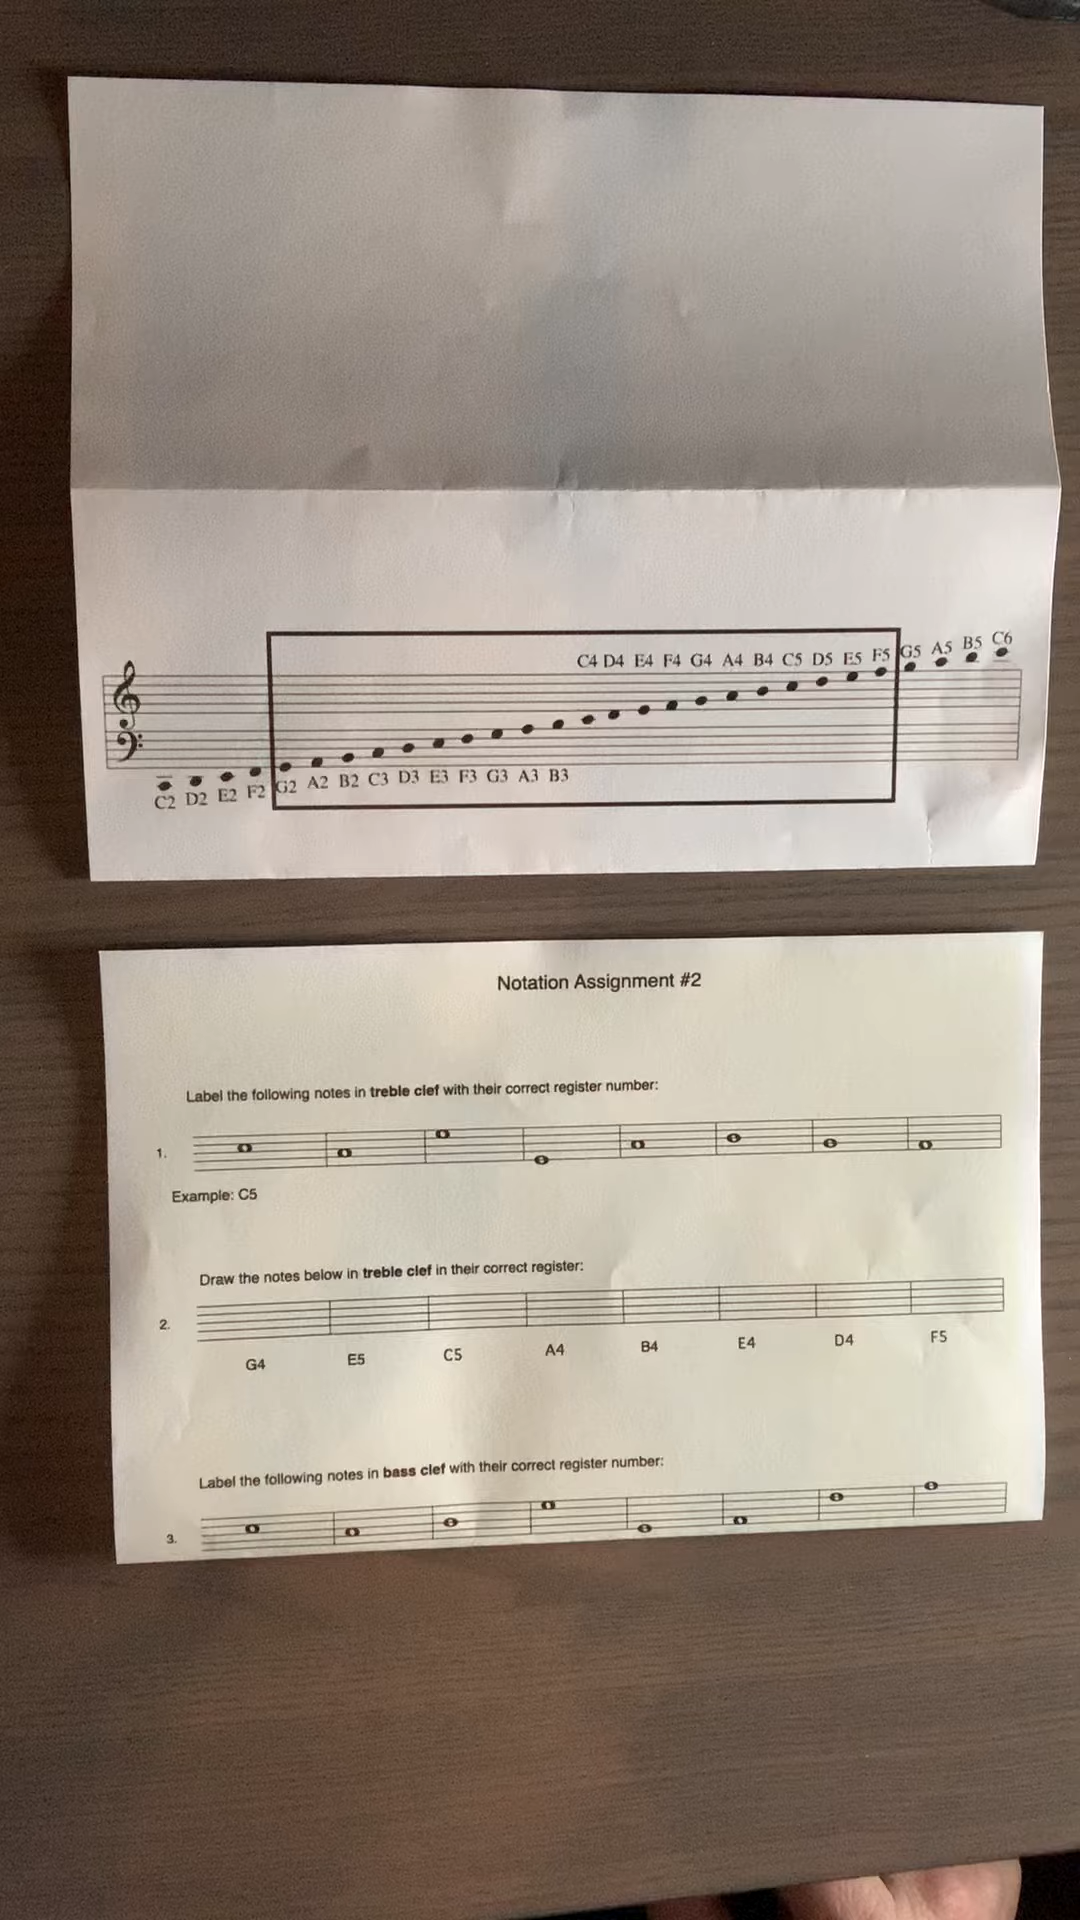 C4 D4 E4 F4 G4 A4 B4 C5 D5 E5 F5 G5 A5 B5 C6
C2 D2 E2 F2 G2 A2 B2 C3 D3 E3 F3 G3 A3 B3
Notation Assignment #2
Label the following notes in treble clef with their correct register number:
1.
Example: C5
Draw the notes below in treble clef in their correct register:
2.
G4 E5 C5 A4 B4 E4 D4 F5
Label the following notes in bass clef with their correct register number:
3.